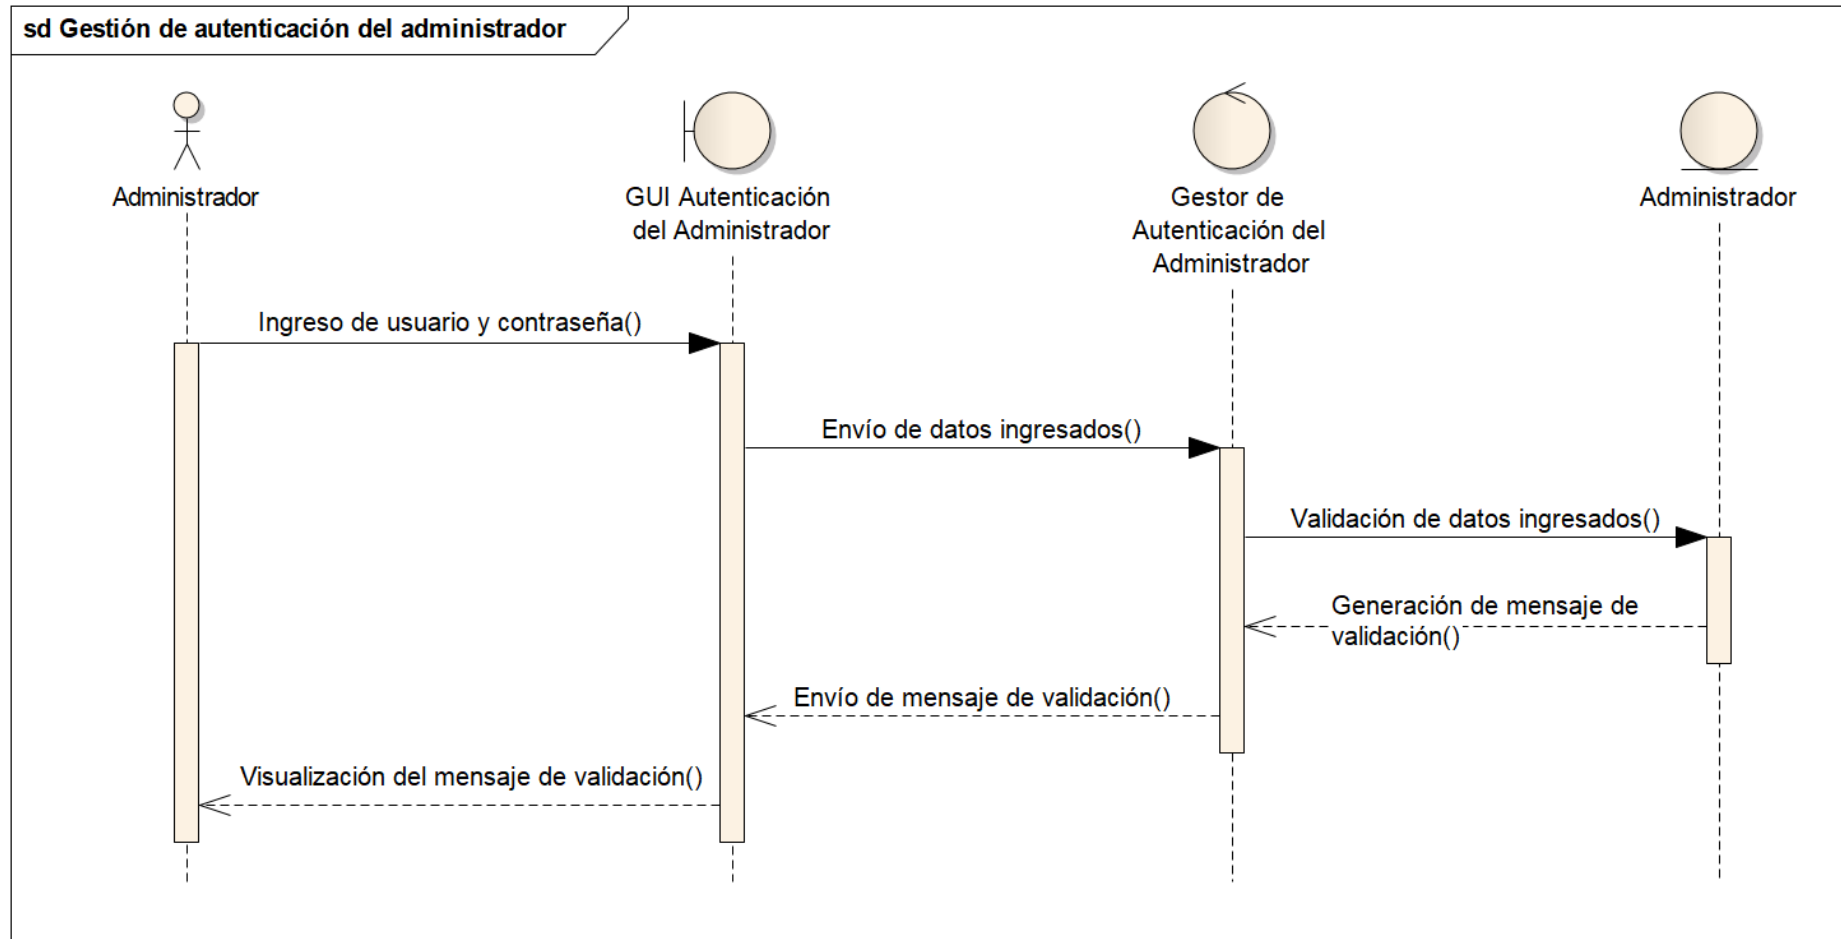 sd Gestión de autenticación del administrador
Administrador
GUI Autenticación
del Administrador
Gestor de
Autenticación del
Administrador
Administrador
Ingreso de usuario y contraseña()
Envío de datos ingresados()
Validación de datos ingresados()
Generación de mensaje de
validación()
Envío de mensaje de validación()
Visualización del mensaje de validación()